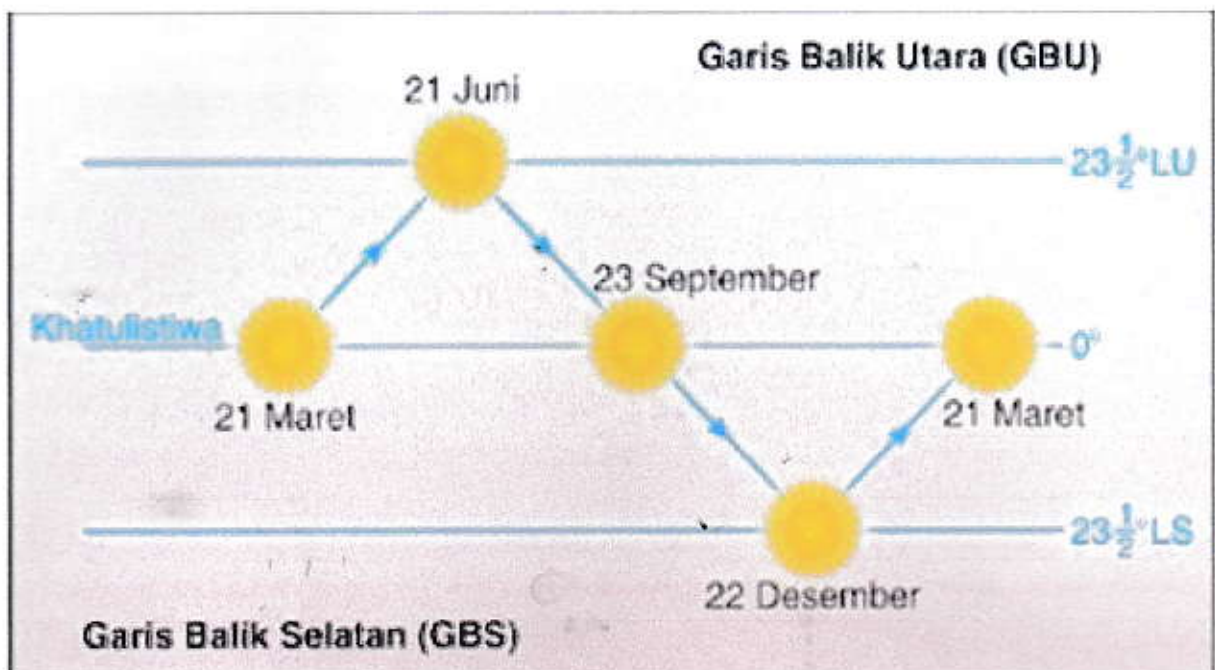 Garis Balik Utara (GBU)
21 Juni
23½° LU
23 September
Khatulistiwa
0°
21 Maret
21 Maret
23½° LS
22 Desember
Garis Balik Selatan (GBS)